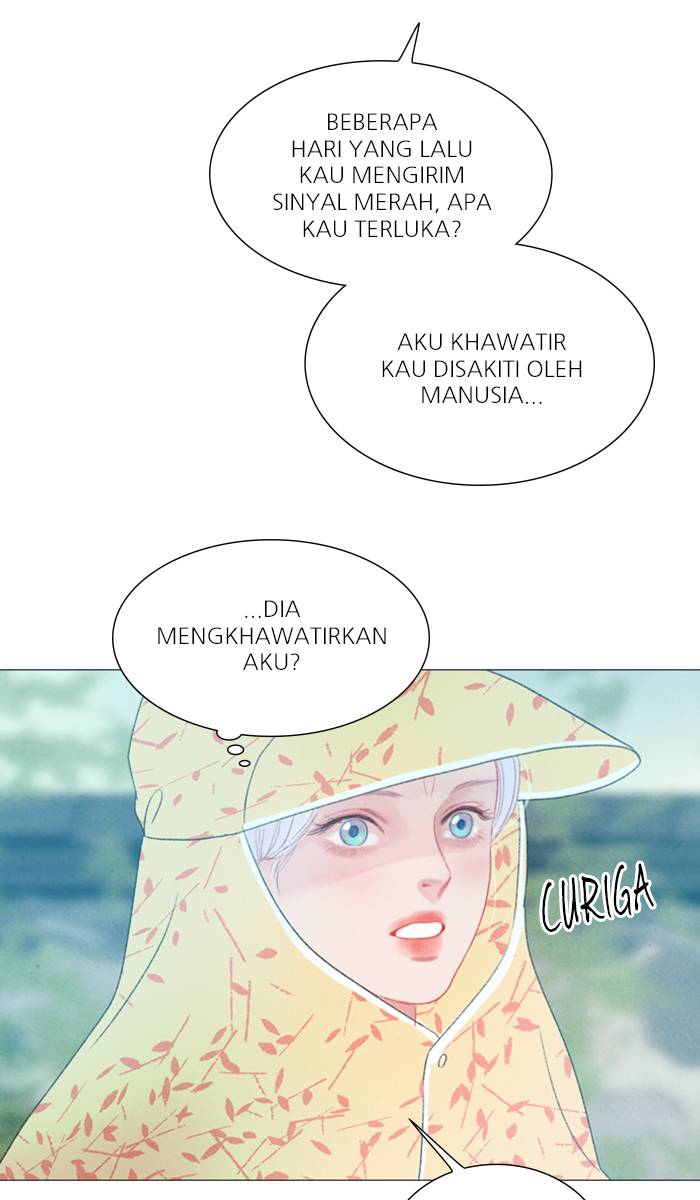 BEBERAPA
HARI YANG LALU
KAU MENGIRIM
SINYAL MERAH, APA
KAU TERLUKA?
AKU KHAWATIR
KAU DISAKITI OLEH
MANUSIA...
...DIA
MENGKHAWATIRKAN
AKU?
CURIGA